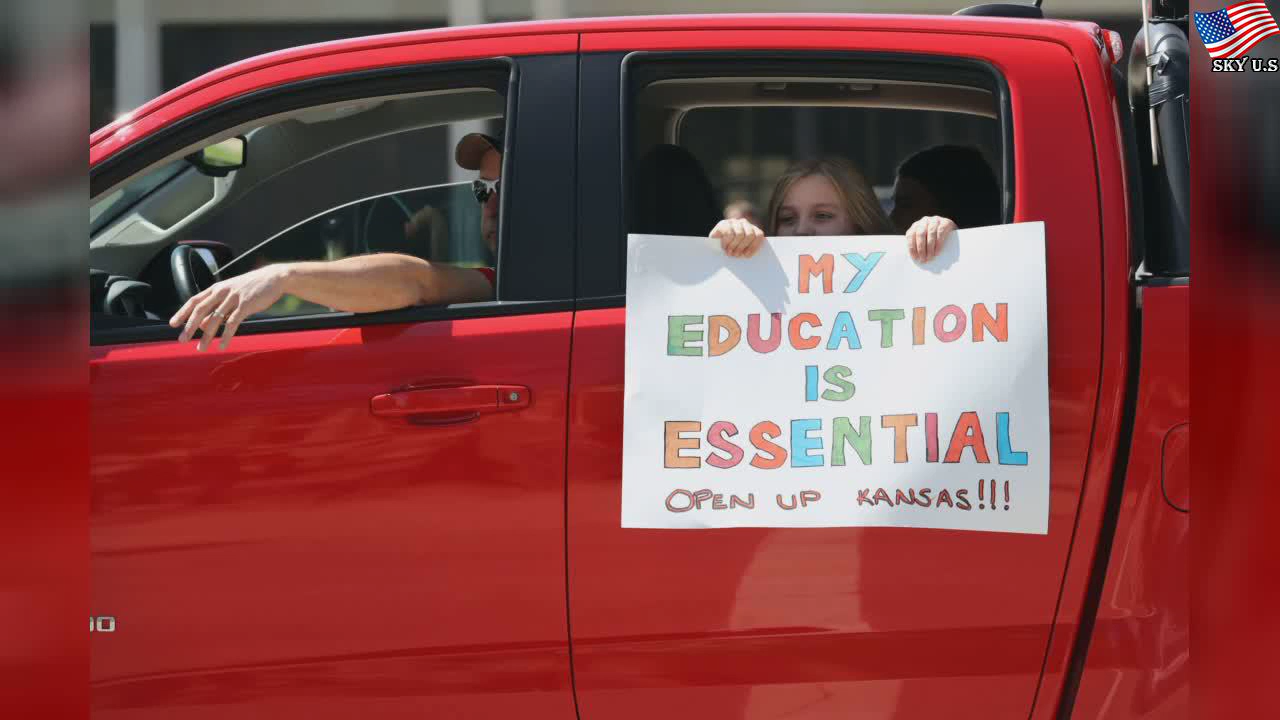 SKY U.S
MY
EDUCATION
IS
ESSENTIAL
OPEN UP KANSAS!!!